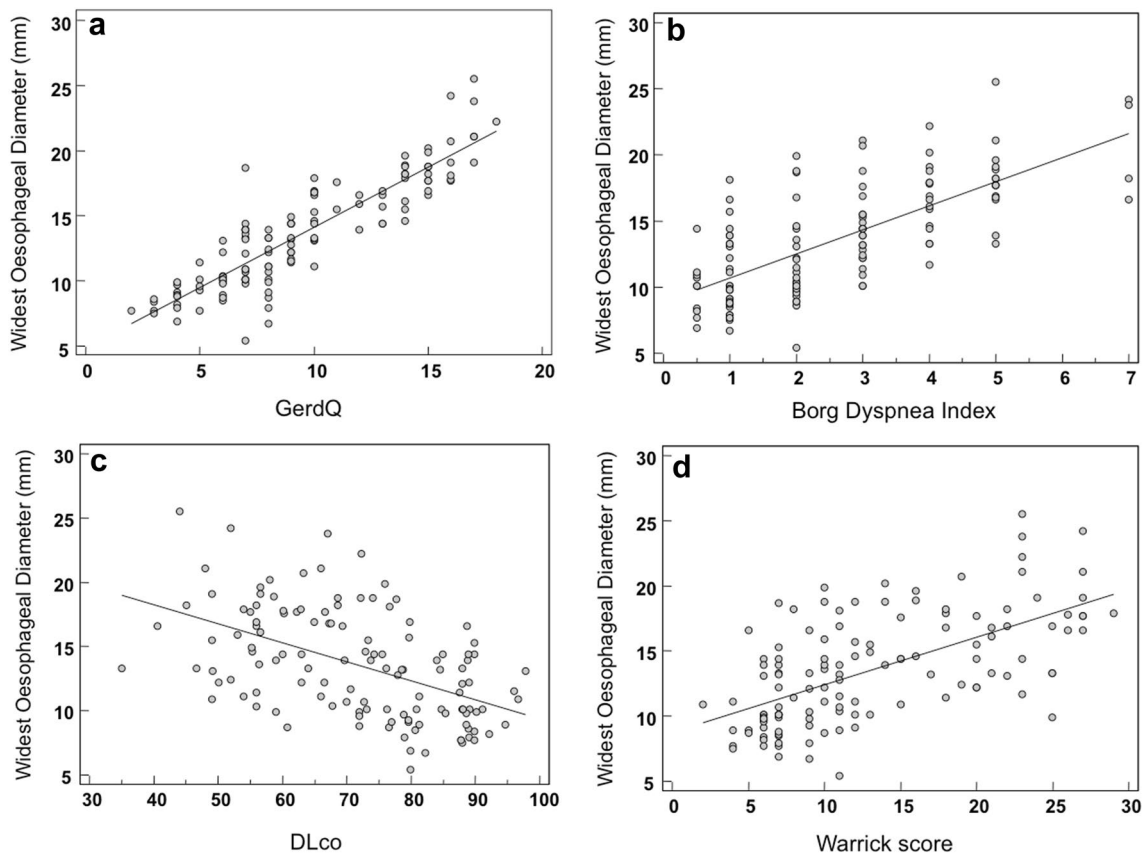 a
Widest Oesophageal Diameter (mm)
30
25
20
15
10
5
0 5 10 15 20
GerdQ
b
Widest Oesophageal Diameter (mm)
30
25
20
15
10
5
0 1 2 3 4 5 6 7
Borg Dyspnea Index
c
Widest Oesophageal Diameter (mm)
30
25
20
15
10
5
30 40 50 60 70 80 90 100
DLco
d
Widest Oesophageal Diameter (mm)
30
25
20
15
10
5
0 5 10 15 20 25 30
Warrick score